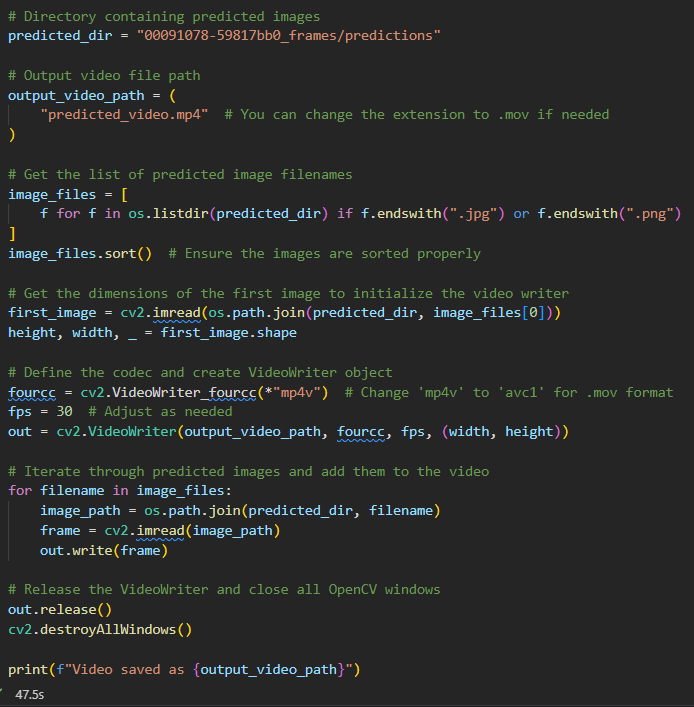 # Directory containing predicted images
predicted_dir = "00091078-59817bb0_frames/predictions"
# Output video file path
output_video_path = (
    "predicted_video.mp4"  # You can change the extension to .mov if needed
)
# Get the list of predicted image filenames
image_files = [
    f for f in os.listdir(predicted_dir) if f.endswith(".jpg") or f.endswith(".png")
]
image_files.sort()  # Ensure the images are sorted properly
# Get the dimensions of the first image to initialize the video writer
first_image = cv2.imread(os.path.join(predicted_dir, image_files[0]))
height, width, _ = first_image.shape
# Define the codec and create VideoWriter object
fourcc = cv2.VideoWriter_fourcc(*"mp4v")  # Change 'mp4v' to 'avc1' for .mov format
fps = 30  # Adjust as needed
out = cv2.VideoWriter(output_video_path, fourcc, fps, (width, height))
# Iterate through predicted images and add them to the video
for filename in image_files:
    image_path = os.path.join(predicted_dir, filename)
    frame = cv2.imread(image_path)
    out.write(frame)
# Release the VideoWriter and close all OpenCV windows
out.release()
cv2.destroyAllWindows()
print(f"Video saved as {output_video_path}")
47.5s